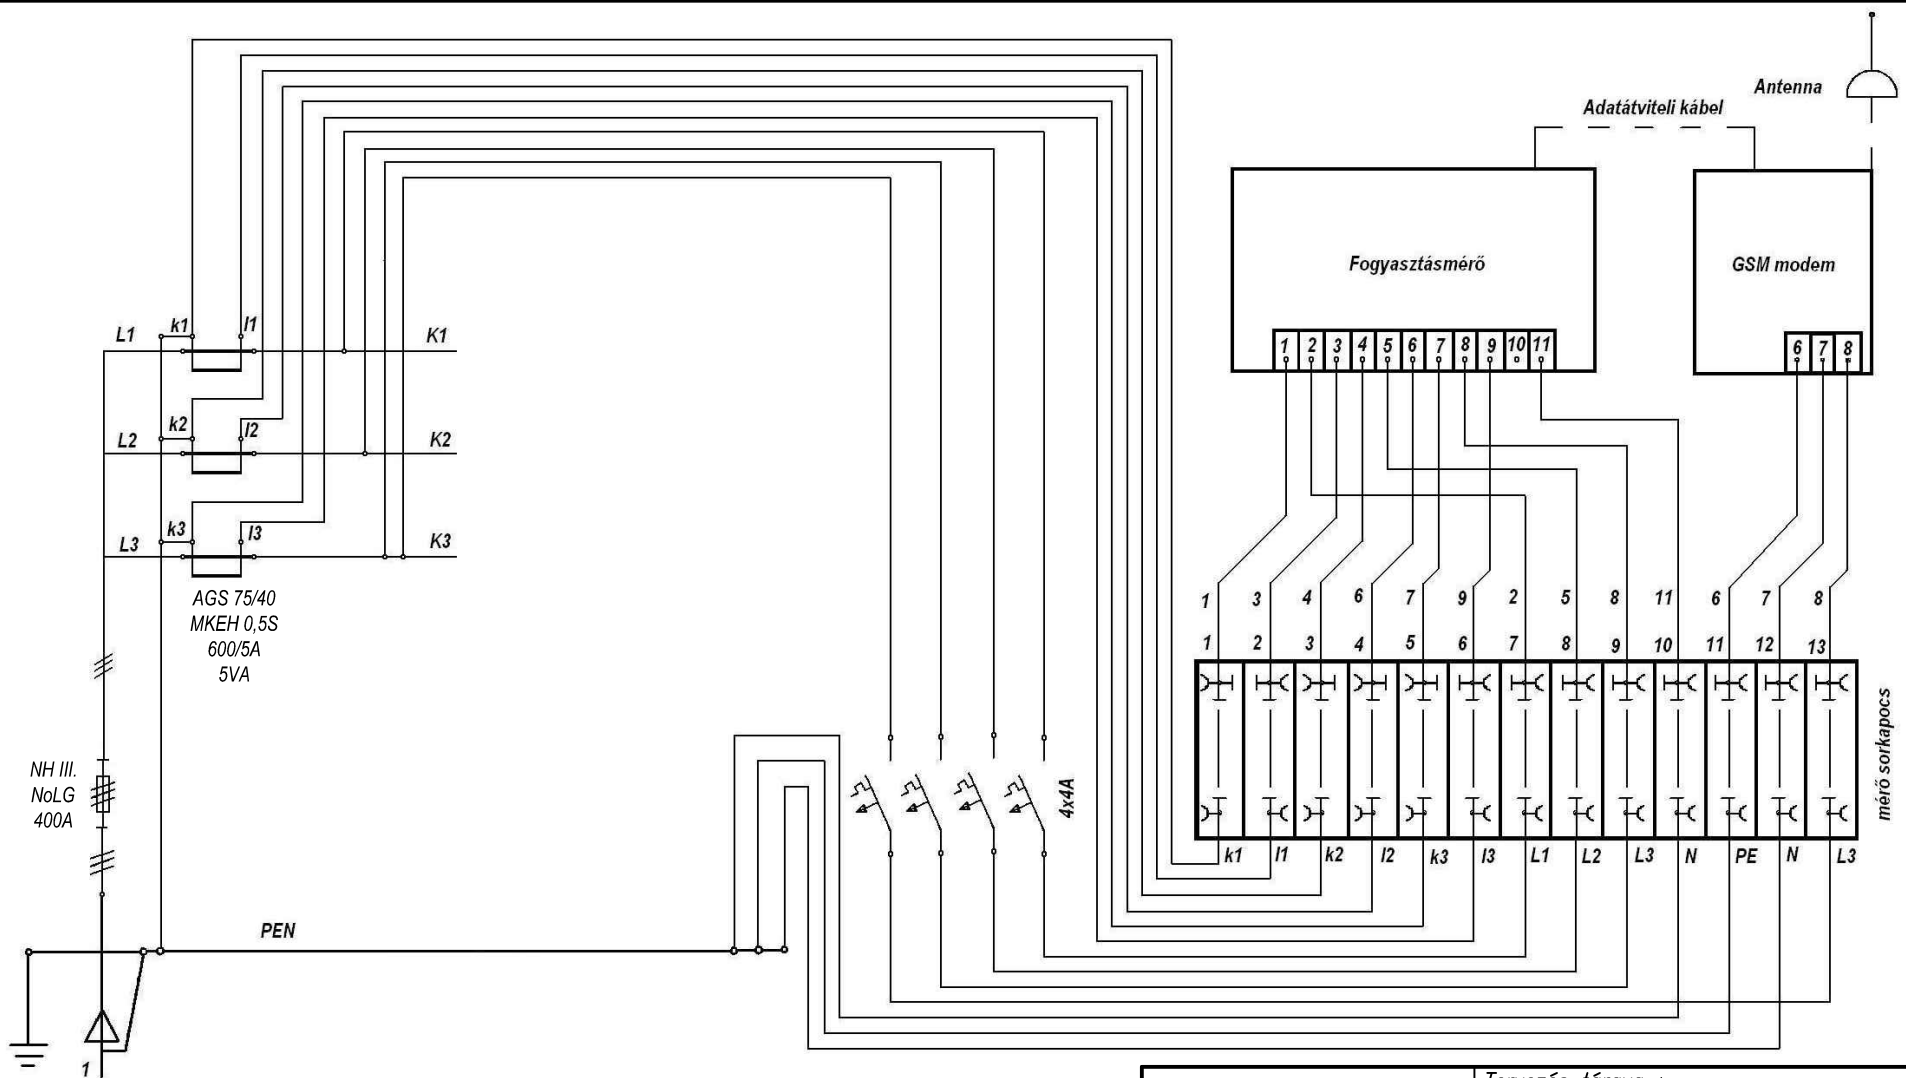 Antenna
Adatátviteli kábel
Fogyasztásmérő
GSM modem
1 2 3 4 5 6 7 8 9 10 11
6 7 8
L1 k1 l1 K1
L2 k2 l2 K2
L3 k3 l3 K3
AGS 75/40
MKEH 0,5S
600/5A
5VA
NH III.
NoLG
400A
4x4A
1 3 4 6 7 9 2 5 8 11 6 7 8
1 2 3 4 5 6 7 8 9 10 11 12 13
mérő sorkapocs
k1 l1 k2 l2 k3 l3 L1 L2 L3 N PE N L3
PEN
1